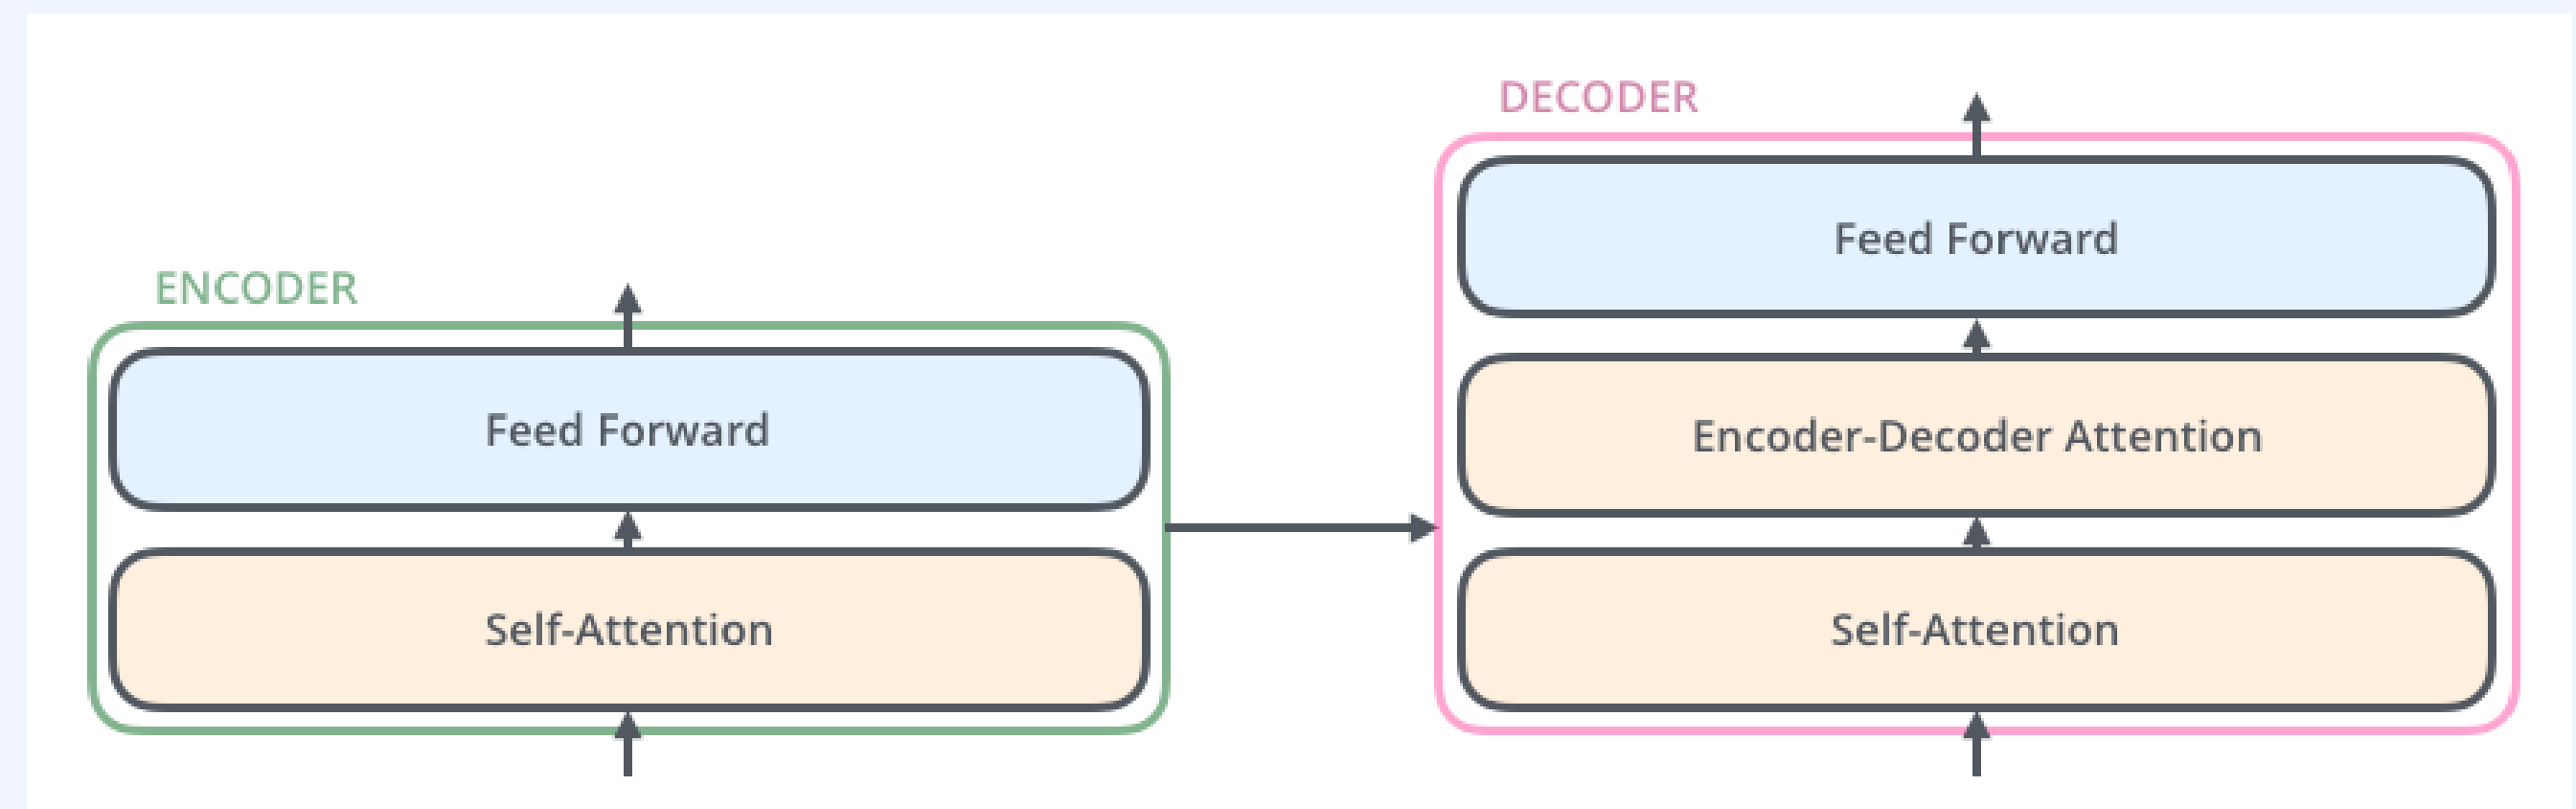 ENCODER
Feed Forward
Self-Attention
DECODER
Feed Forward
Encoder-Decoder Attention
Self-Attention